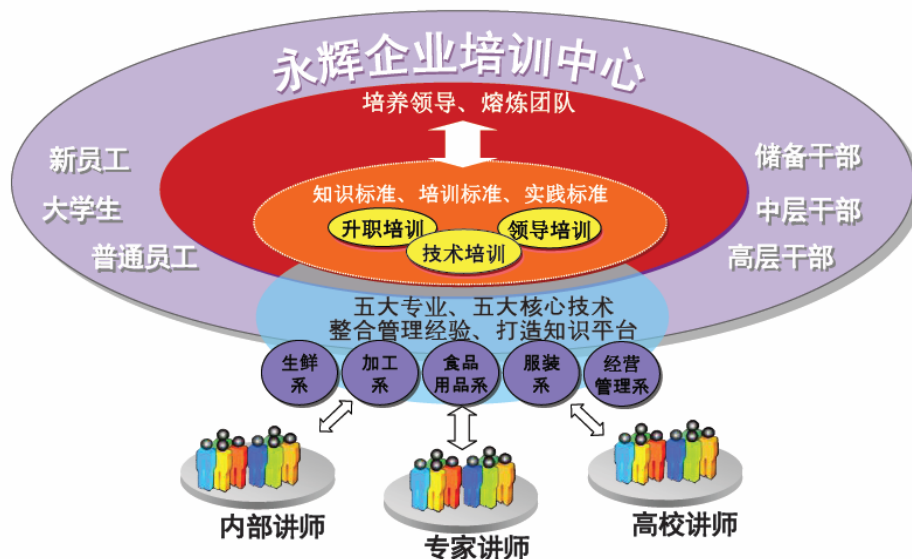 永辉企业培训中心
培养领导、熔炼团队
新员工
大学生
普通员工
储备干部
中层干部
高层干部
知识标准、培训标准、实践标准
升职培训
技术培训
领导培训
五大专业、五大核心技术
整合管理经验、打造知识平台
生鲜
系
加工
系
食品
用品系
服装
系
经营
管理系
内部讲师
专家讲师
高校讲师